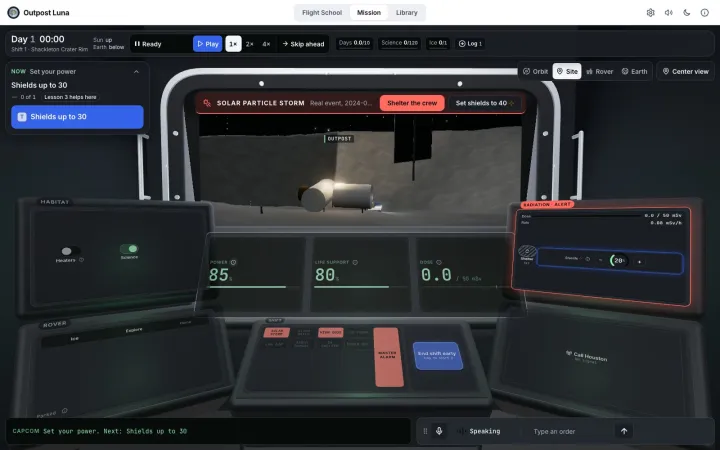 Outpost Luna
Flight School
Mission
Library
Day 1 00:00
Shift 1 · Shackleton Crater Rim
Sun up
Earth below
Ready
Play
1×
2×
4×
Skip ahead
Days 0.0/10
Science 0/120
Ice 0/1
Log 1
NOW Set your power
Shields up to 30
0 of 1
Lesson 3 helps here
Shields up to 30
Orbit
Site
Rover
Earth
Center view
SOLAR PARTICLE STORM
Real event, 2024-0...
Shelter the crew
Set shields to 40
OUTPOST
HABITAT
Heaters
Science
POWER
85%
LIFE SUPPORT
80%
DOSE
0.0 / 50 mSv
RADIATION ALERT
Dose
0.0 / 50 mSv
Rate
Shelter
Shields
20
+
ROVER
Ice
Explore
Parked
MASTER
ALARM
End shift early
Call Houston
CAPCOM Set your power. Next: Shields up to 30
Speaking
Type an order